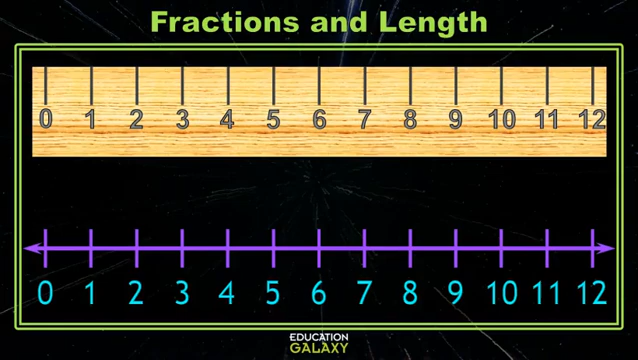 Fractions and Length
0 1 2 3 4 5 6 7 8 9 10 11 12
0 1 2 3 4 5 6 7 8 9 10 11 12
EDUCATION
GALAXY